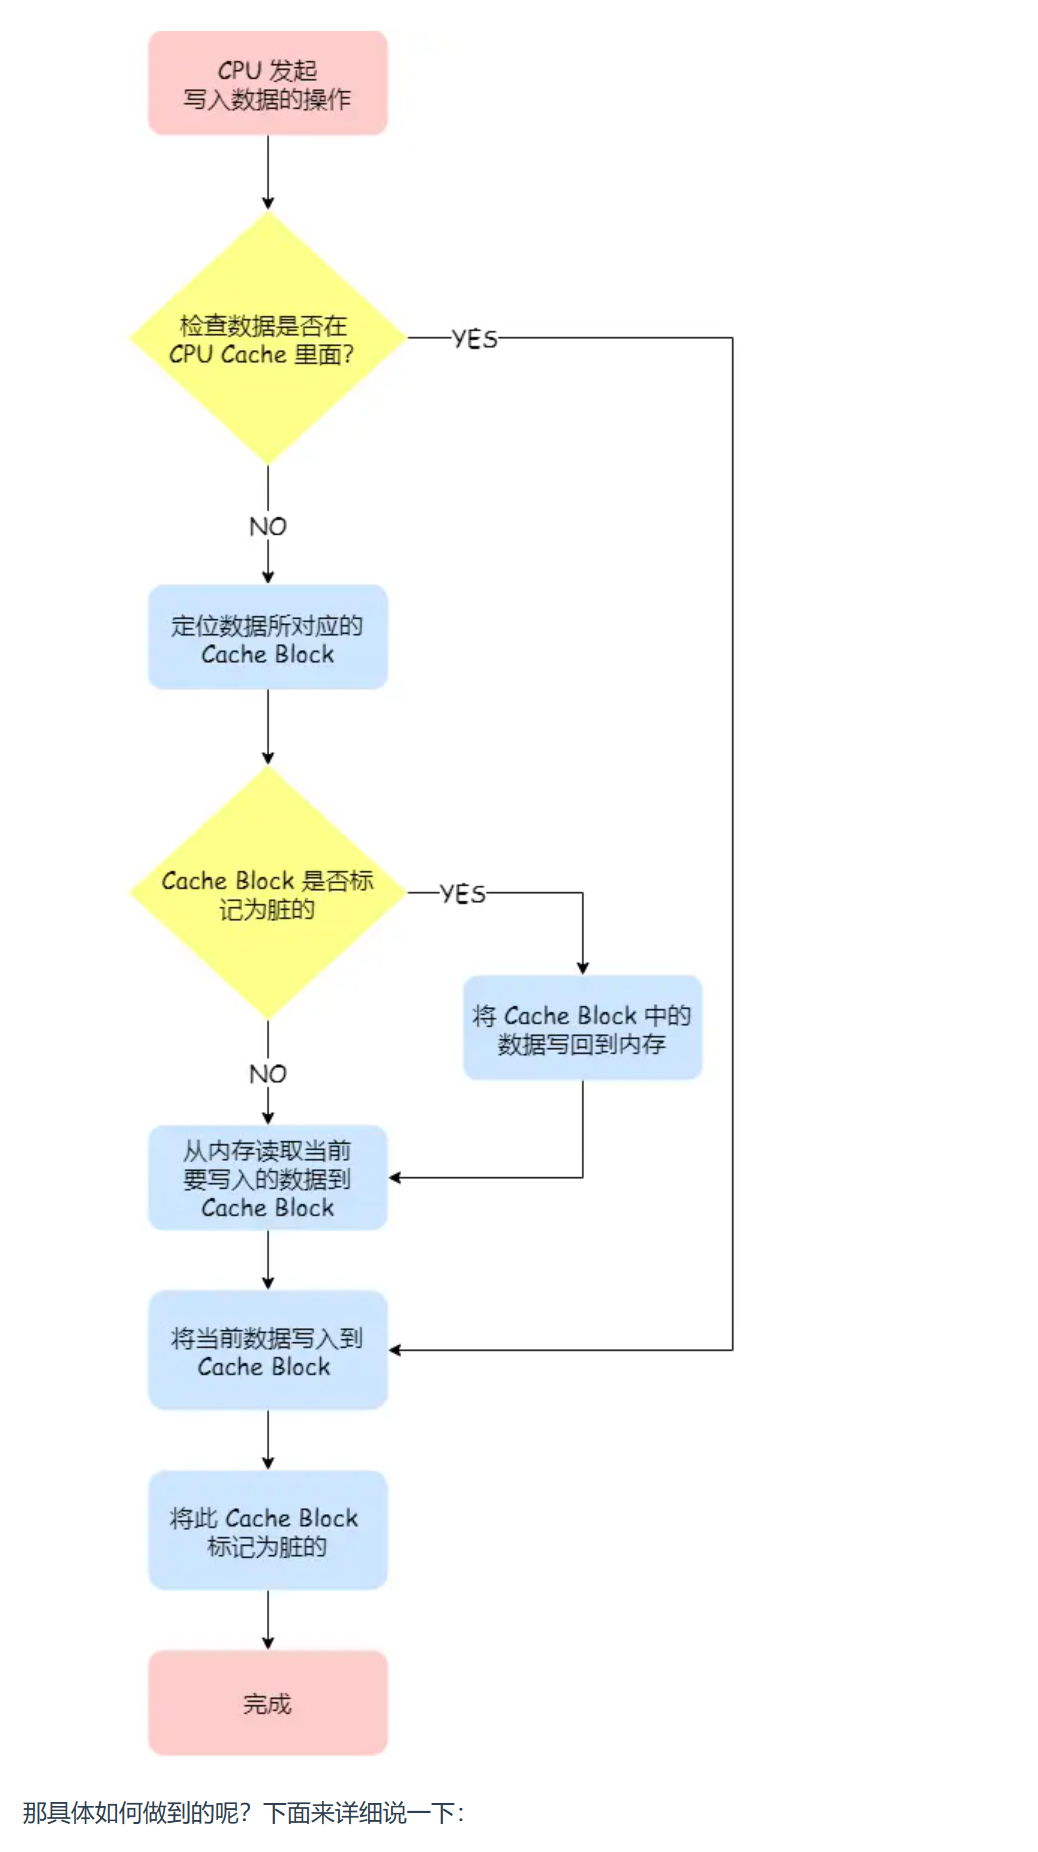 CPU 发起
写入数据的操作
检查数据是否在
CPU Cache 里面?
YES
NO
定位数据所对应的
Cache Block
Cache Block 是否标
记为脏的
YES
将 Cache Block 中的
数据写回到内存
NO
从内存读取当前
要写入的数据到
Cache Block
将当前数据写入到
Cache Block
将此 Cache Block
标记为脏的
完成
那具体如何做到的呢？下面来详细说一下：